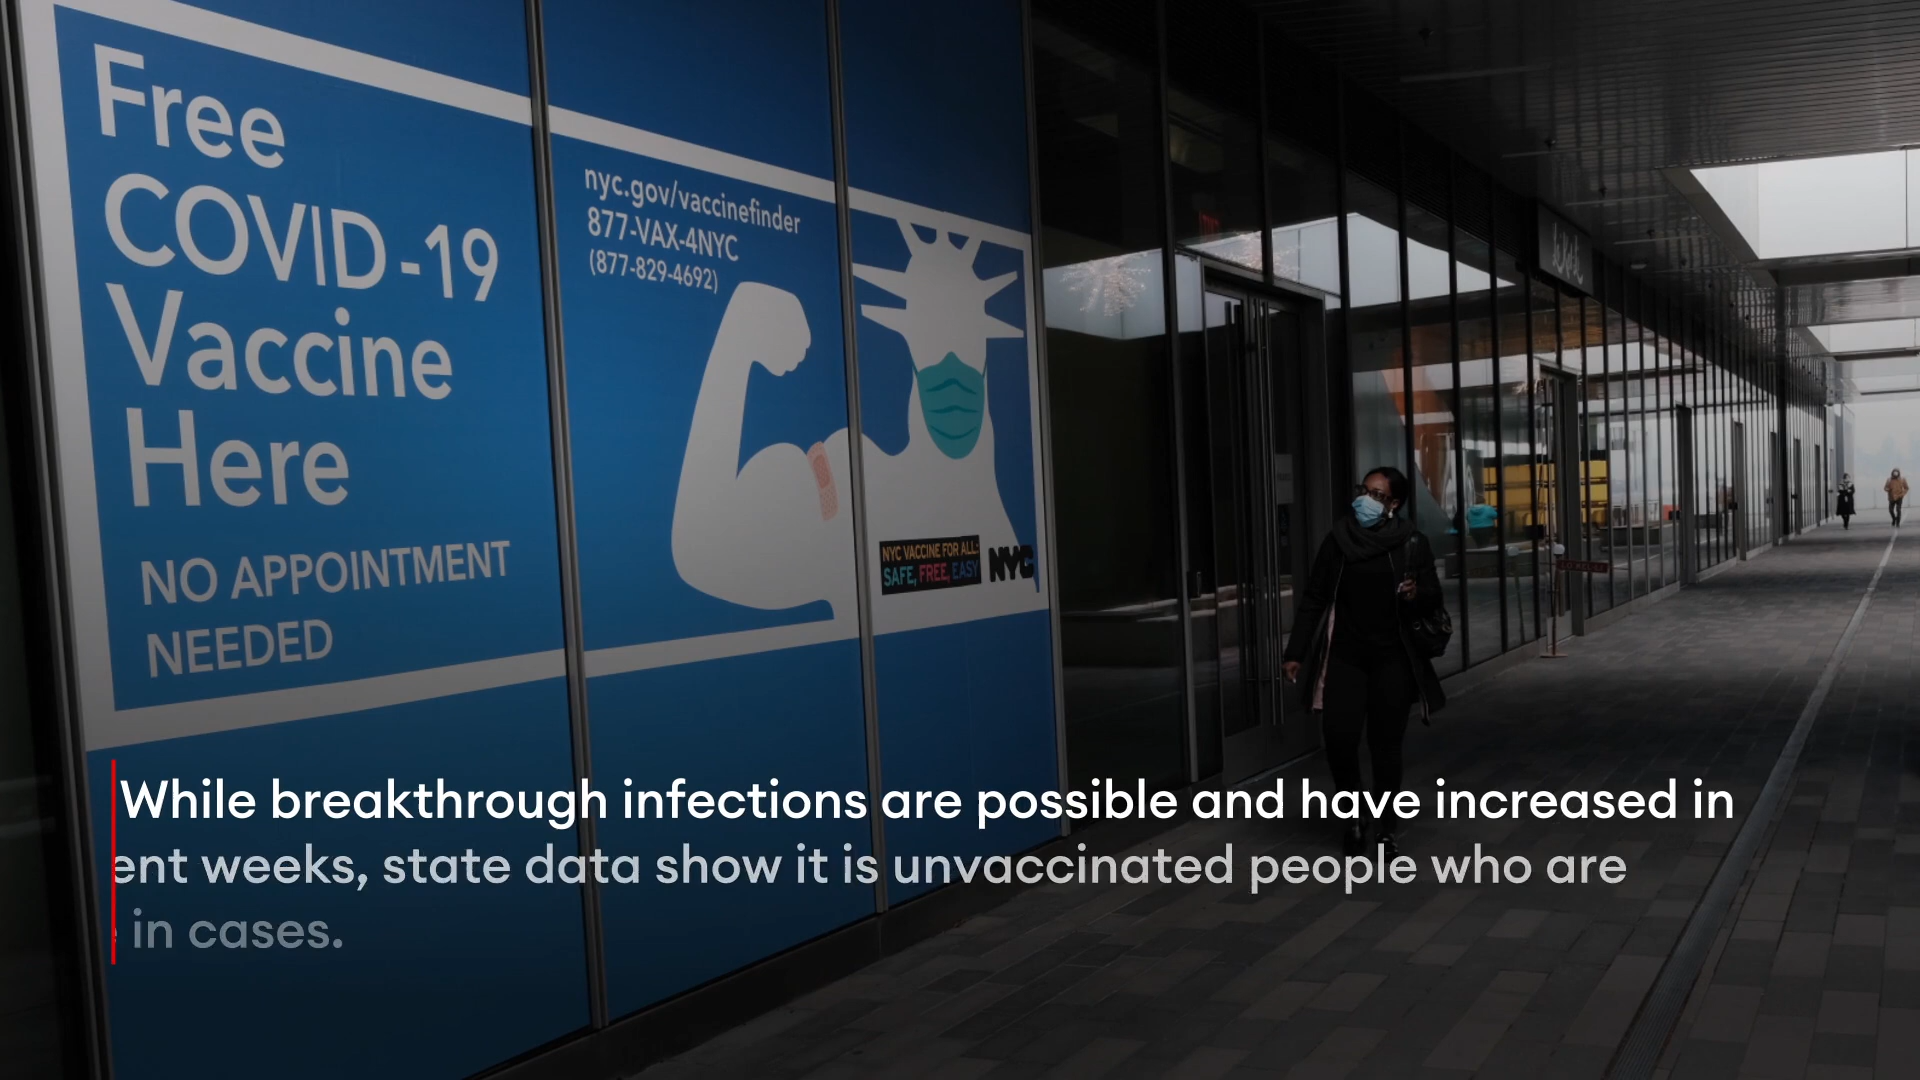 Free
COVID-19
Vaccine
Here
NO APPOINTMENT
NEEDED
nyc.gov/vaccinefinder
877-VAX-4NYC
(877-829-4692)
NYC VACCINE FOR ALL:
SAFE, FREE, EASY
NYC
While breakthrough infections are possible and have increased in
ent weeks, state data show it is unvaccinated people who are
in cases.